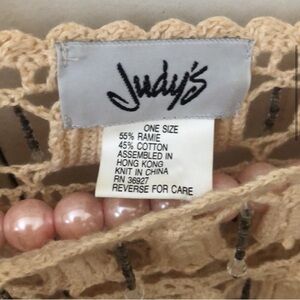 Judy's
ONE SIZE
55% RAMIE
45% COTTON
ASSEMBLED IN
HONG KONG
KNIT IN CHINA
RN 36927
REVERSE FOR CARE